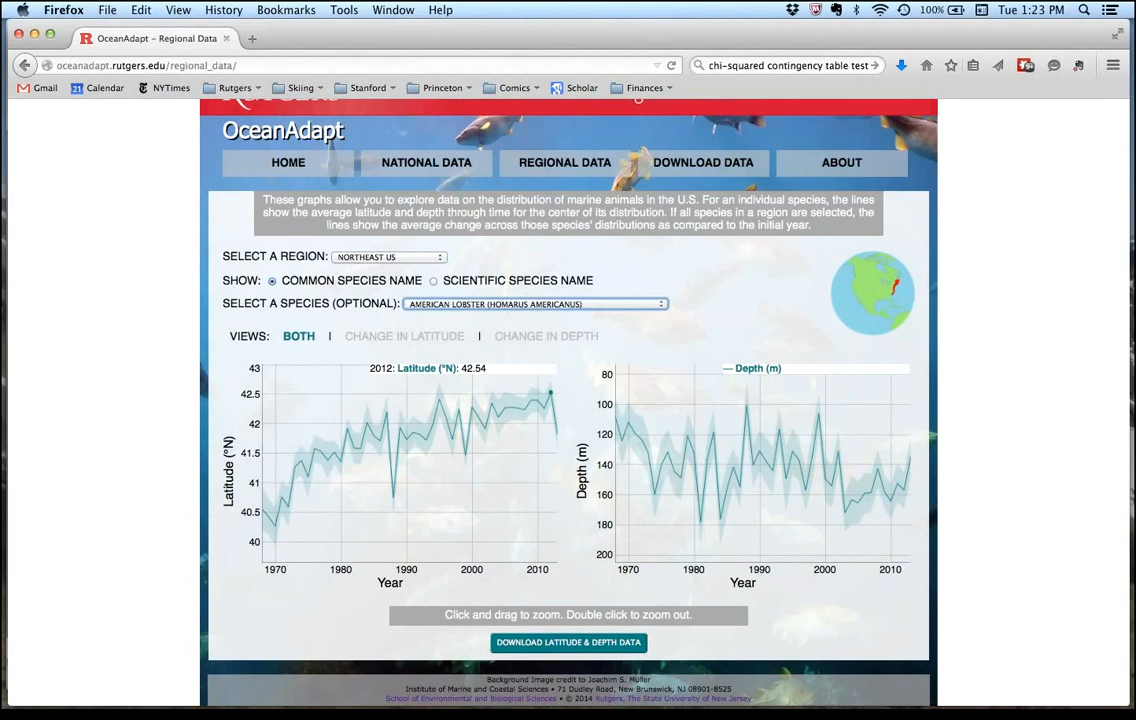 Firefox File Edit View History Bookmarks Tools Window Help 100% Tue 1:23 PM
OceanAdapt – Regional Data
oceanadapt.rutgers.edu/regional_data/ chi-squared contingency table test
Gmail Calendar NYTimes Rutgers Skiing Stanford Princeton Comics Scholar Finances
OceanAdapt
HOME NATIONAL DATA REGIONAL DATA DOWNLOAD DATA ABOUT
These graphs allow you to explore data on the distribution of marine animals in the U.S. For an individual species, the lines
show the average latitude and depth through time for the center of its distribution. If all species in a region are selected, the
lines show the average change across those species' distributions as compared to the initial year.
SELECT A REGION: NORTHEAST US
SHOW: COMMON SPECIES NAME SCIENTIFIC SPECIES NAME
SELECT A SPECIES (OPTIONAL): AMERICAN LOBSTER (HOMARUS AMERICANUS)
VIEWS: BOTH | CHANGE IN LATITUDE | CHANGE IN DEPTH
2012: Latitude (°N): 42.54
43
42.5
42
41.5
41
40.5
40
Latitude (°N)
1970 1980 1990 2000 2010
Year
Depth (m)
80
100
120
140
160
180
200
Depth (m)
1970 1980 1990 2000 2010
Year
Click and drag to zoom. Double click to zoom out.
DOWNLOAD LATITUDE & DEPTH DATA
Background Image credit to Joachim S. Müller
Institute of Marine and Coastal Sciences • 71 Dudley Road, New Brunswick, NJ 08901-8525
School of Environmental and Biological Sciences • © 2014 Rutgers, The State University of New Jersey